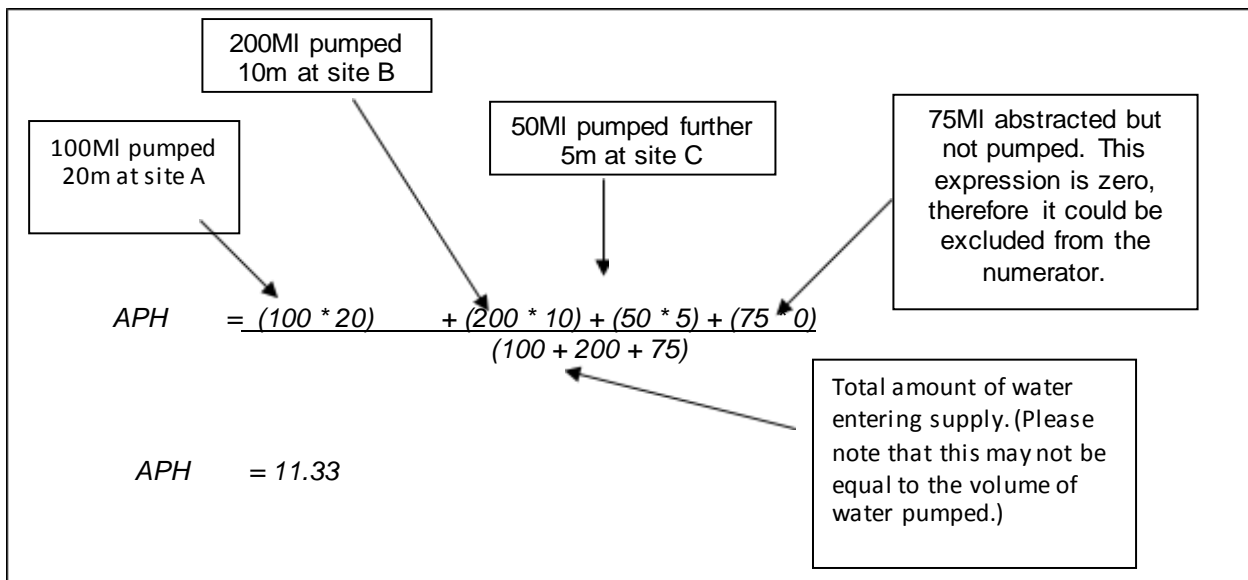 200Ml pumped
10m at site B
100Ml pumped
20m at site A
50Ml pumped further
5m at site C
75Ml abstracted but
not pumped. This
expression is zero,
therefore it could be
excluded from the
numerator.
APH = (100 * 20) + (200 * 10) + (50 * 5) + (75 * 0)
(100 + 200 + 75)
Total amount of water
entering supply. (Please
note that this may not be
equal to the volume of
water pumped.)
APH = 11.33